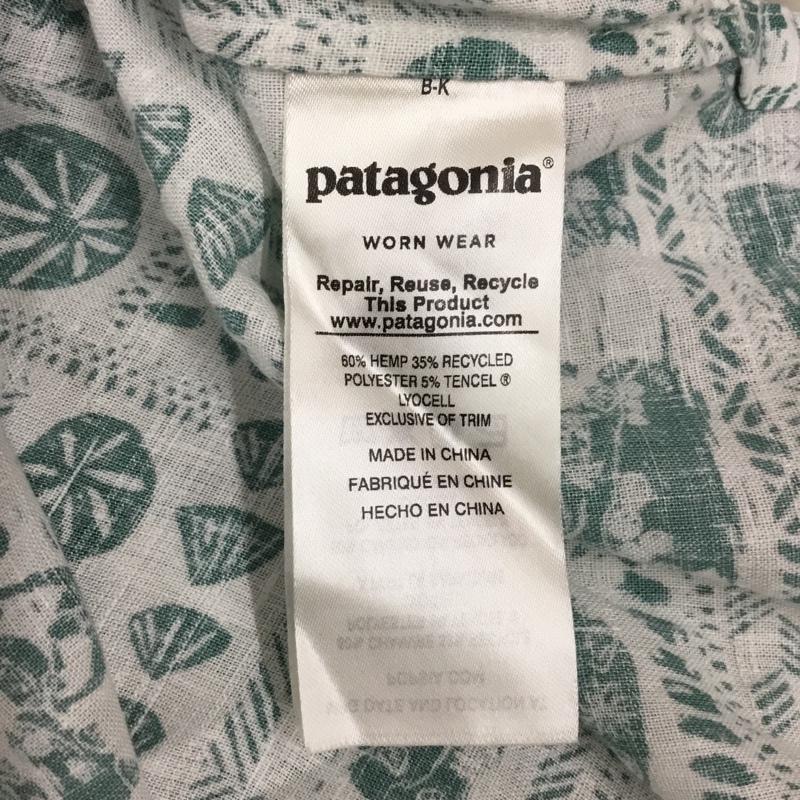 B-K
patagonia®
WORN WEAR
Repair, Reuse, Recycle
This Product
www.patagonia.com
60% HEMP 35% RECYCLED
POLYESTER 5% TENCEL ®
LYOCELL
EXCLUSIVE OF TRIM
MADE IN CHINA
FABRIQUÉ EN CHINE
HECHO EN CHINA